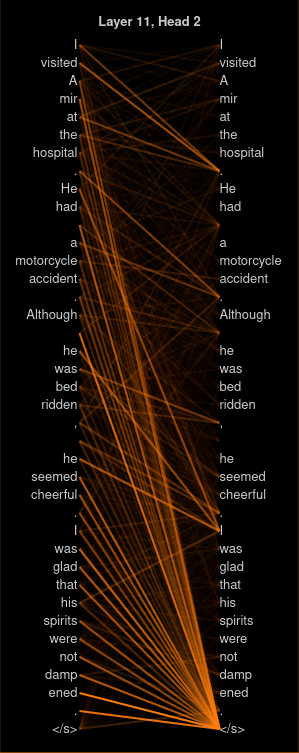 Layer 11, Head 2
I I
visited visited
A A
mir mir
at at
the the
hospital hospital
. .
He He
had had
a a
motorcycle motorcycle
accident accident
. .
Although Although
he he
was was
bed bed
ridden ridden
, ,
he he
seemed seemed
cheerful cheerful
. .
I I
was was
glad glad
that that
his his
spirits spirits
were were
not not
damp damp
ened ened
. .
</s> </s>